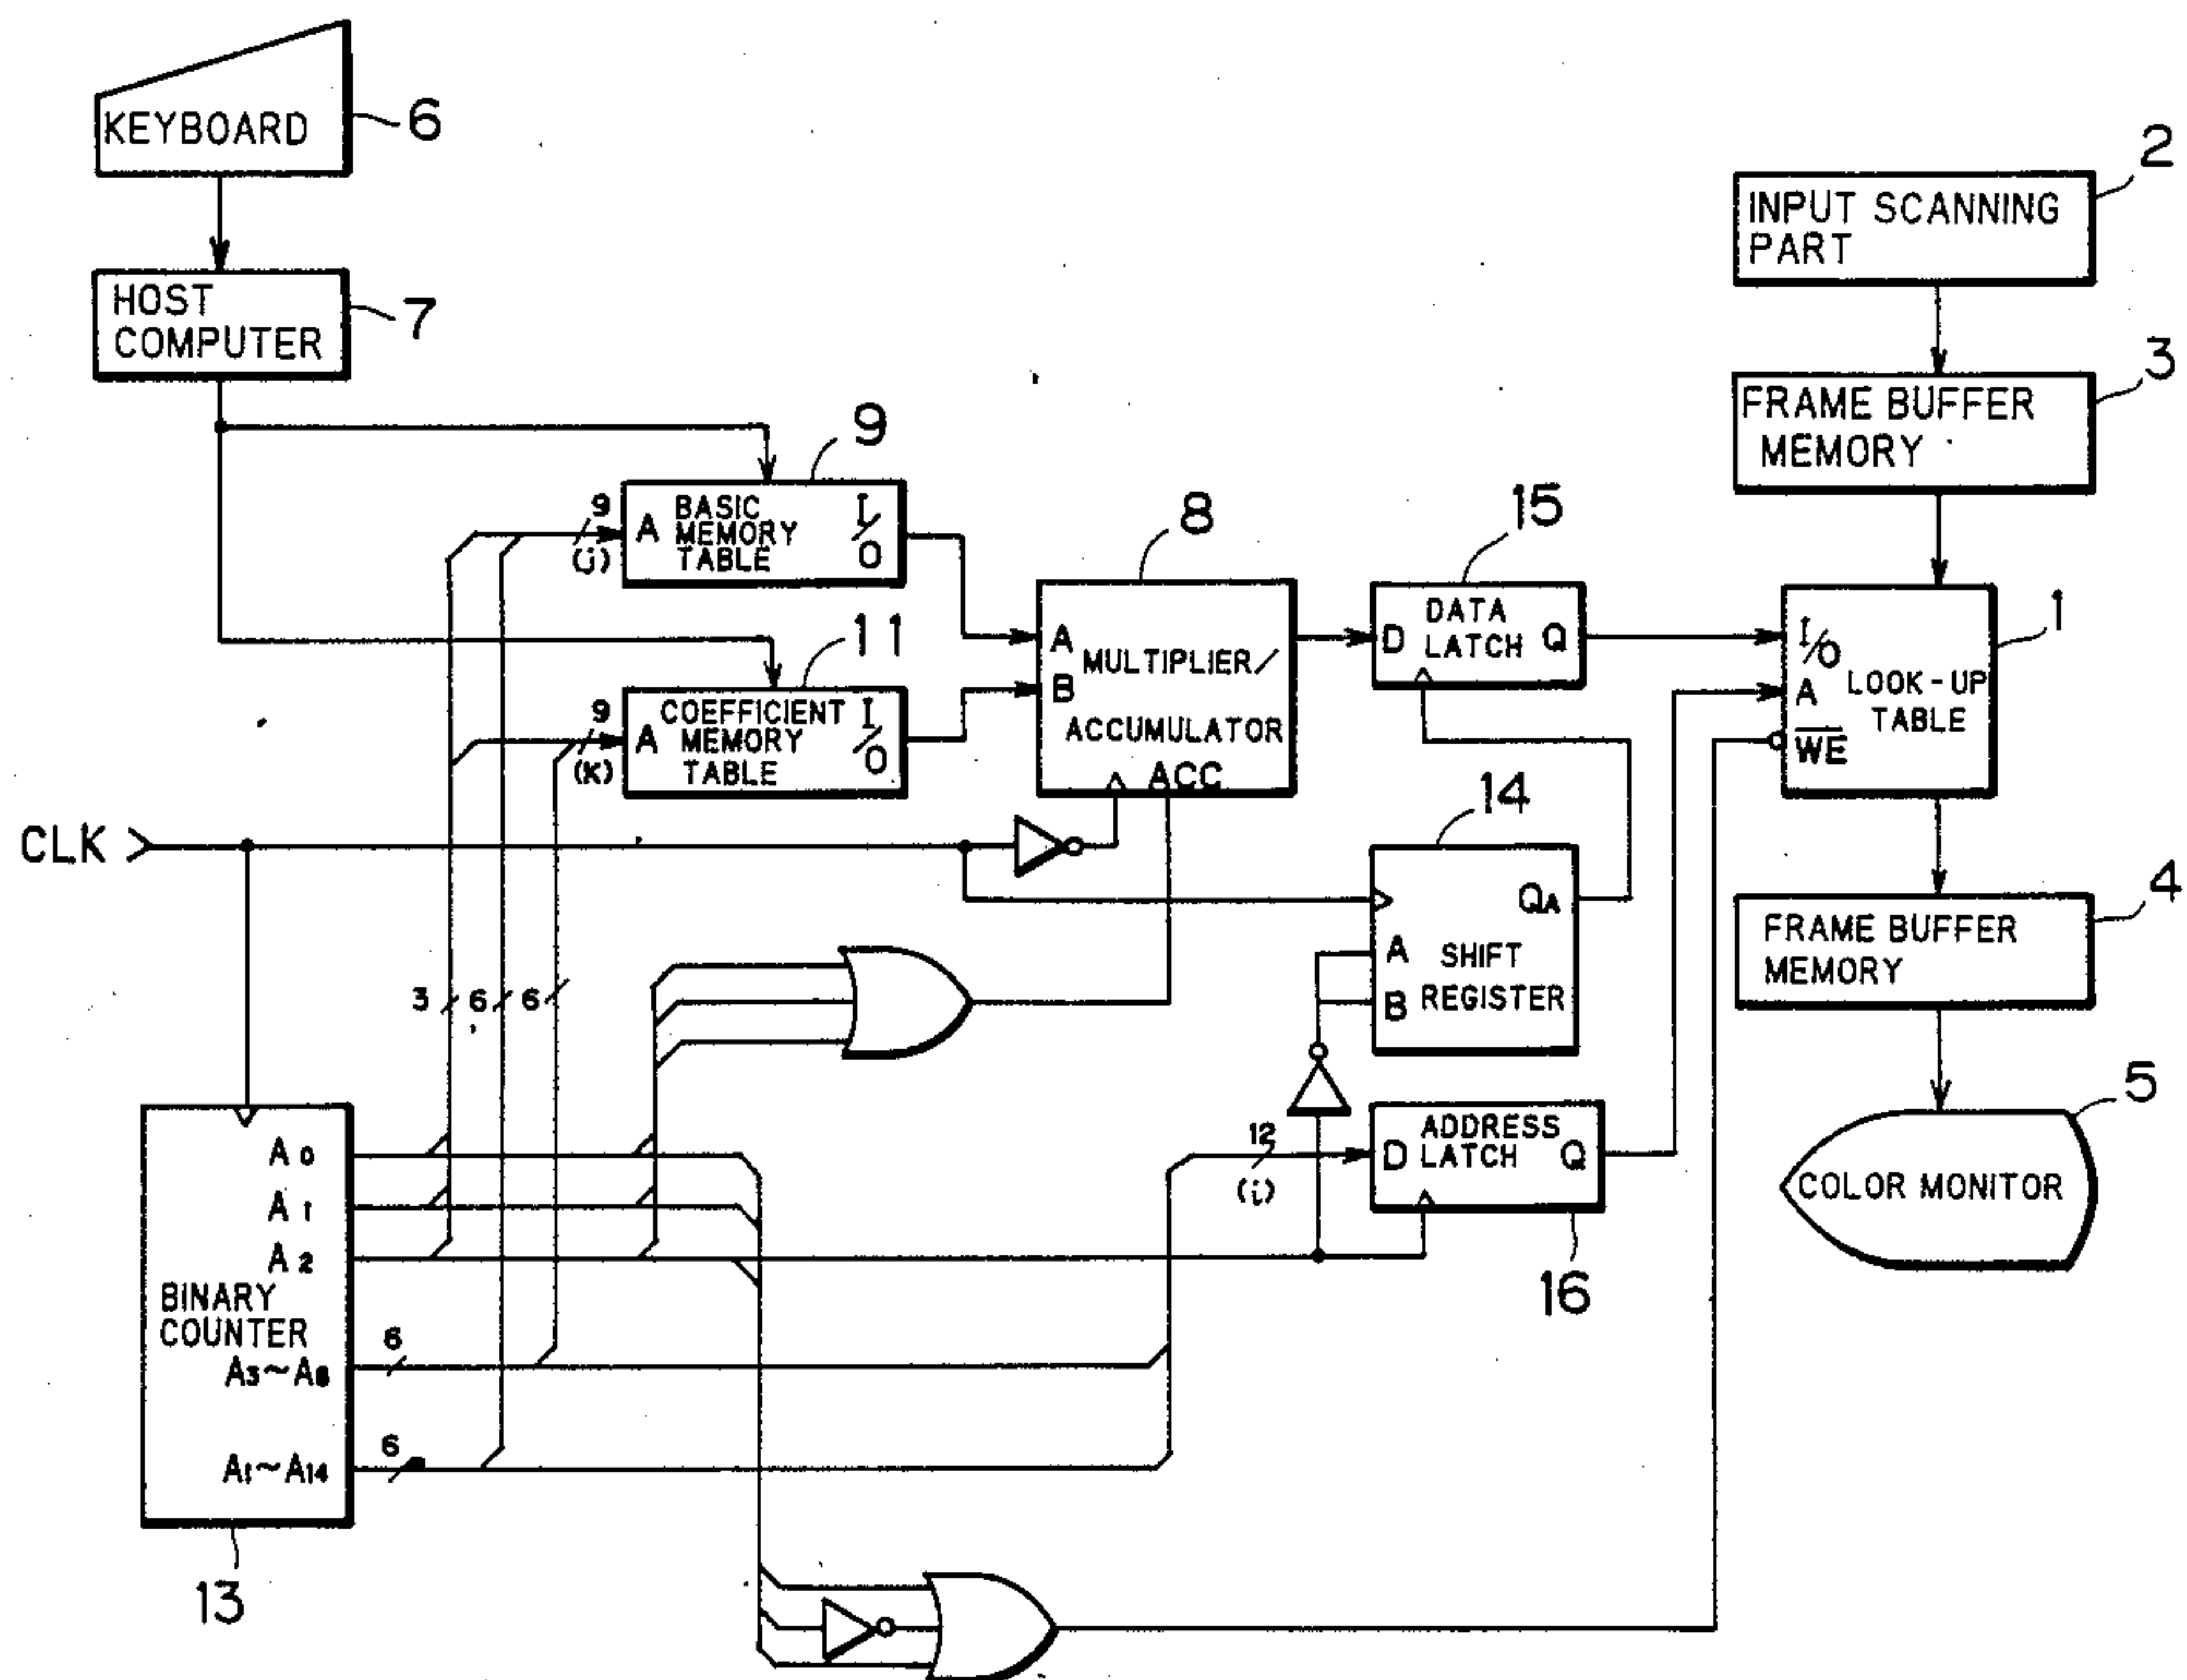 KEYBOARD
6
HOST
COMPUTER
7
2
INPUT SCANNING
PART
3
FRAME BUFFER
MEMORY
9
9
(j)
A
BASIC
MEMORY
TABLE
I/O
11
9
(k)
A
COEFFICIENT
MEMORY
TABLE
I/O
8
A
B
MULTIPLIER/
ACCUMULATOR
ACC
15
D
DATA
LATCH
Q
1
I/O
A
WE
LOOK-UP
TABLE
CLK
14
QA
A
B
SHIFT
REGISTER
4
FRAME BUFFER
MEMORY
3
6
6
5
COLOR MONITOR
12
(i)
D
ADDRESS
LATCH
Q
16
A0
A1
A2
BINARY
COUNTER
A3~A8
6
A1~A14
6
13